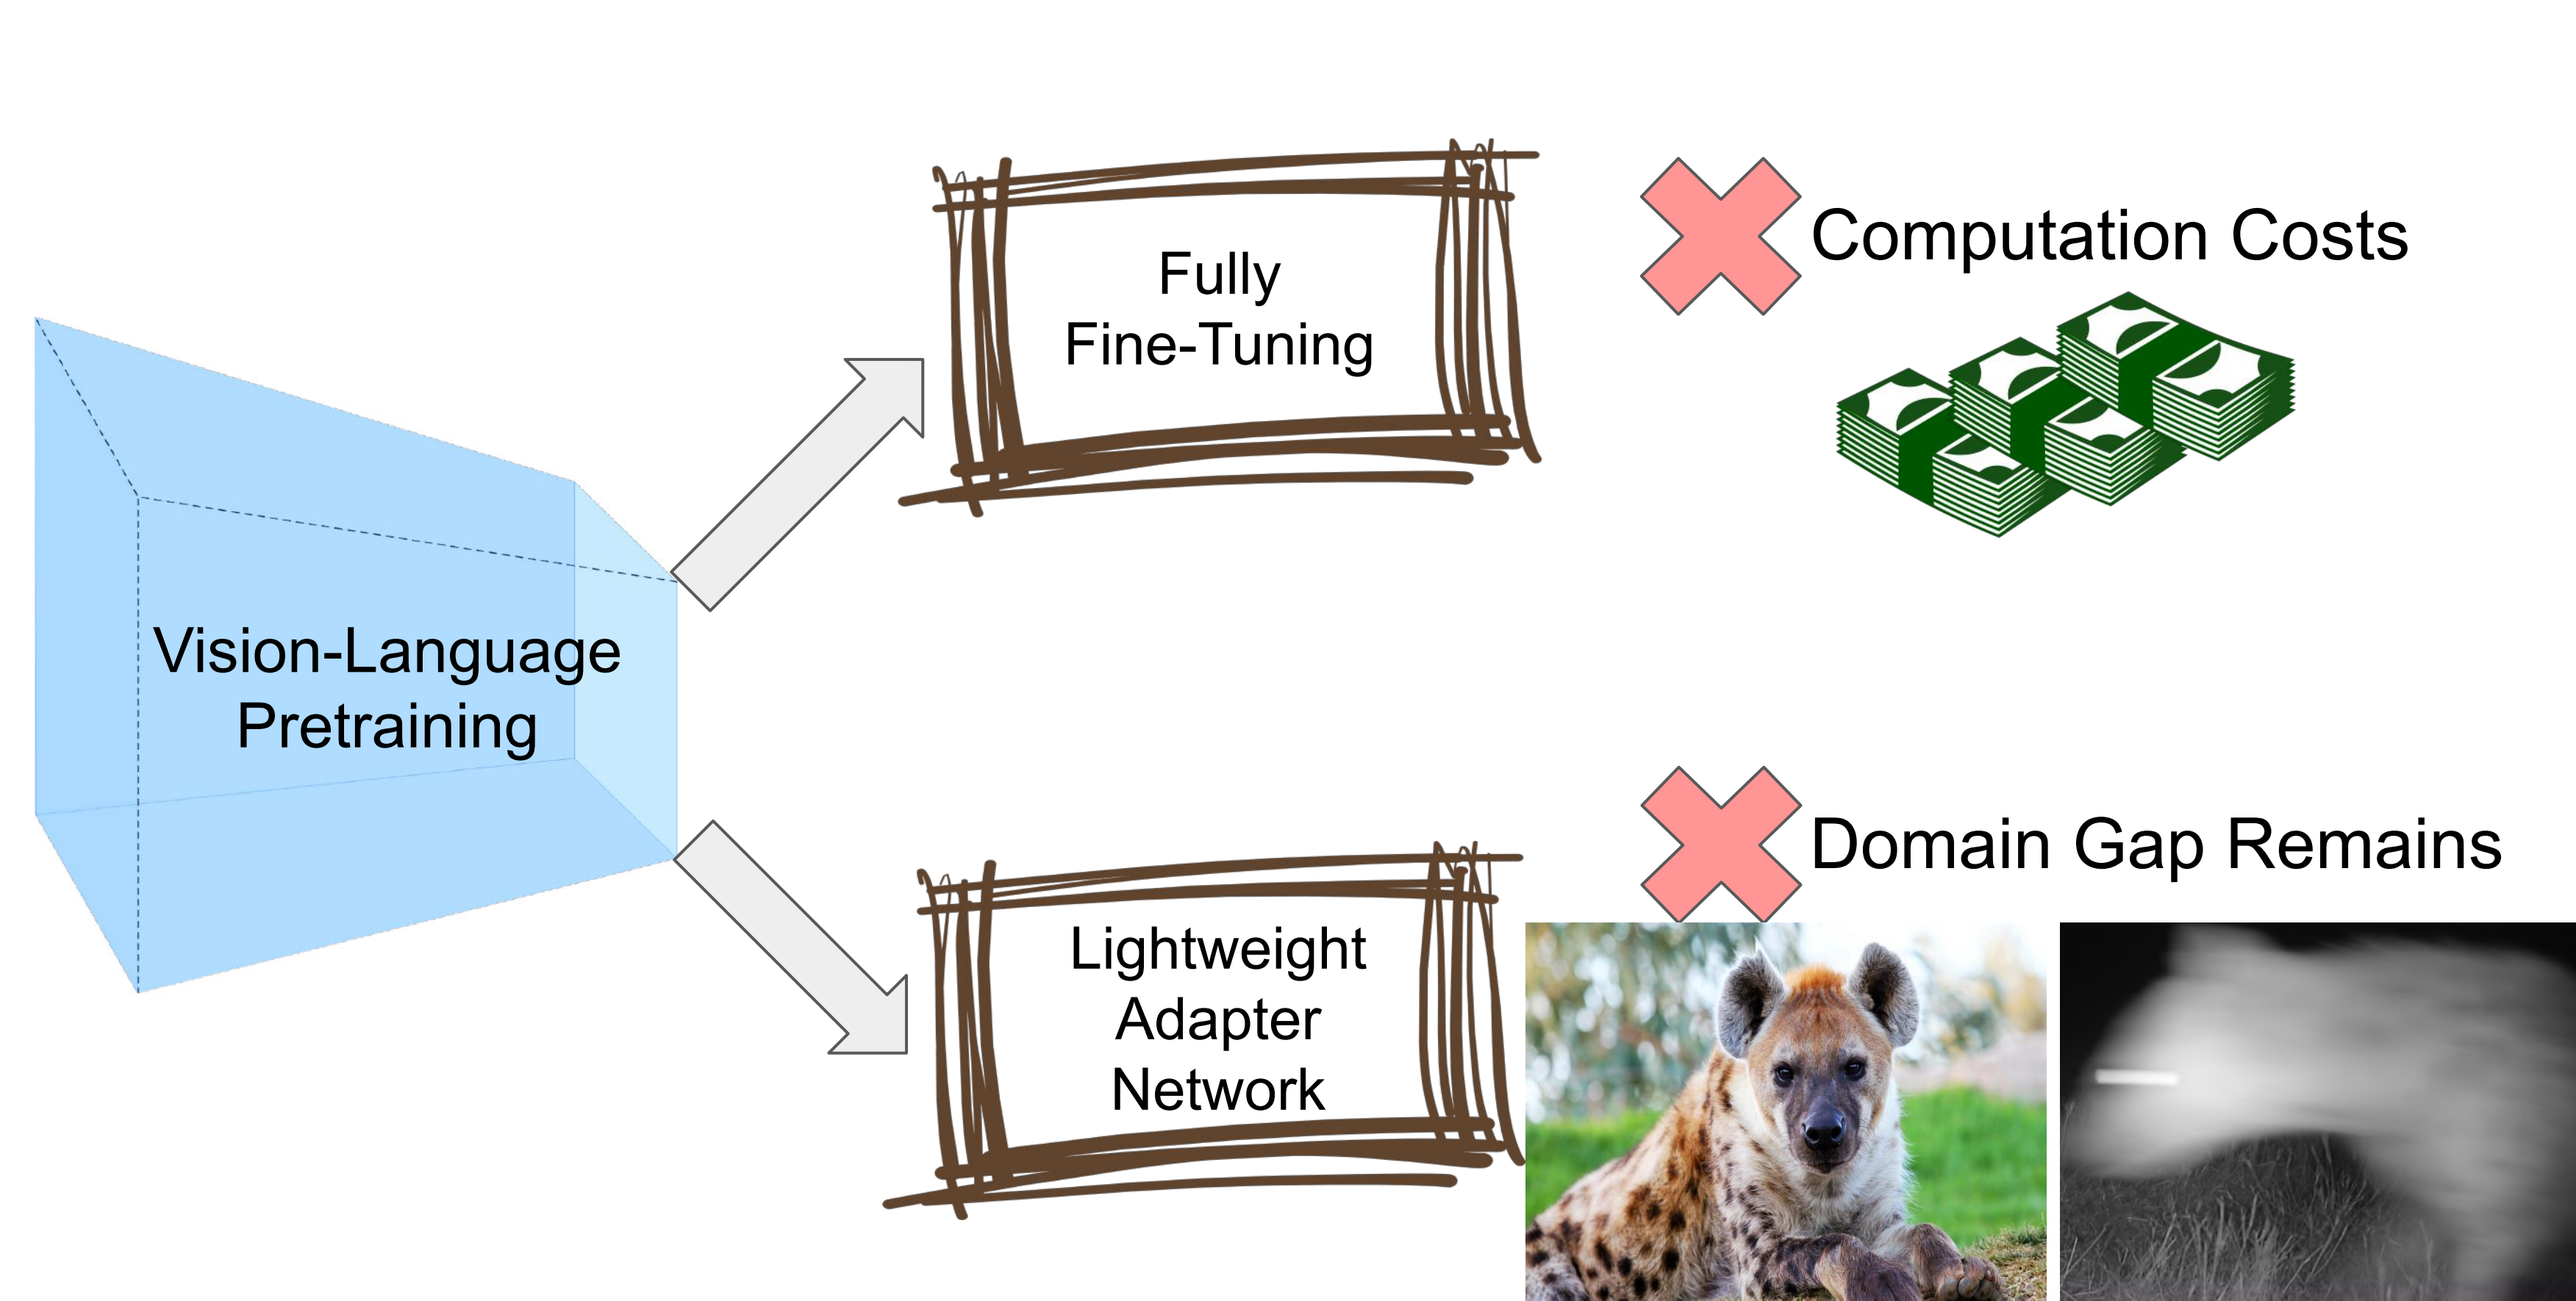 Vision-Language
Pretraining
Fully
Fine-Tuning
Computation Costs
Lightweight
Adapter
Network
Domain Gap Remains